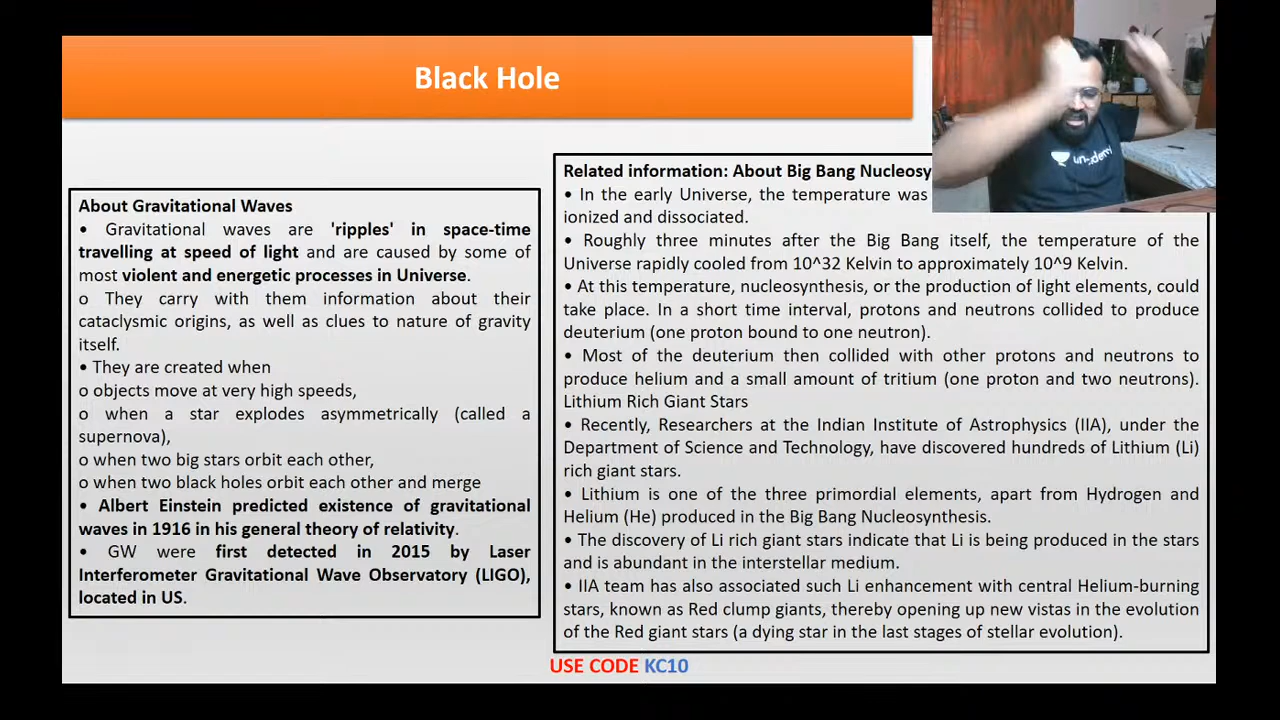 Black Hole
About Gravitational Waves
• Gravitational waves are 'ripples' in space-time
travelling at speed of light and are caused by some of
most violent and energetic processes in Universe.
o They carry with them information about their
cataclysmic origins, as well as clues to nature of gravity
itself.
• They are created when
o objects move at very high speeds,
o when a star explodes asymmetrically (called a
supernova),
o when two big stars orbit each other,
o when two black holes orbit each other and merge
• Albert Einstein predicted existence of gravitational
waves in 1916 in his general theory of relativity.
• GW were first detected in 2015 by Laser
Interferometer Gravitational Wave Observatory (LIGO),
located in US.
Related information: About Big Bang Nucleosy
• In the early Universe, the temperature was
ionized and dissociated.
• Roughly three minutes after the Big Bang itself, the temperature of the
Universe rapidly cooled from 10^32 Kelvin to approximately 10^9 Kelvin.
• At this temperature, nucleosynthesis, or the production of light elements, could
take place. In a short time interval, protons and neutrons collided to produce
deuterium (one proton bound to one neutron).
• Most of the deuterium then collided with other protons and neutrons to
produce helium and a small amount of tritium (one proton and two neutrons).
Lithium Rich Giant Stars
• Recently, Researchers at the Indian Institute of Astrophysics (IIA), under the
Department of Science and Technology, have discovered hundreds of Lithium (Li)
rich giant stars.
• Lithium is one of the three primordial elements, apart from Hydrogen and
Helium (He) produced in the Big Bang Nucleosynthesis.
• The discovery of Li rich giant stars indicate that Li is being produced in the stars
and is abundant in the interstellar medium.
• IIA team has also associated such Li enhancement with central Helium-burning
stars, known as Red clump giants, thereby opening up new vistas in the evolution
of the Red giant stars (a dying star in the last stages of stellar evolution).
USE CODE KC10